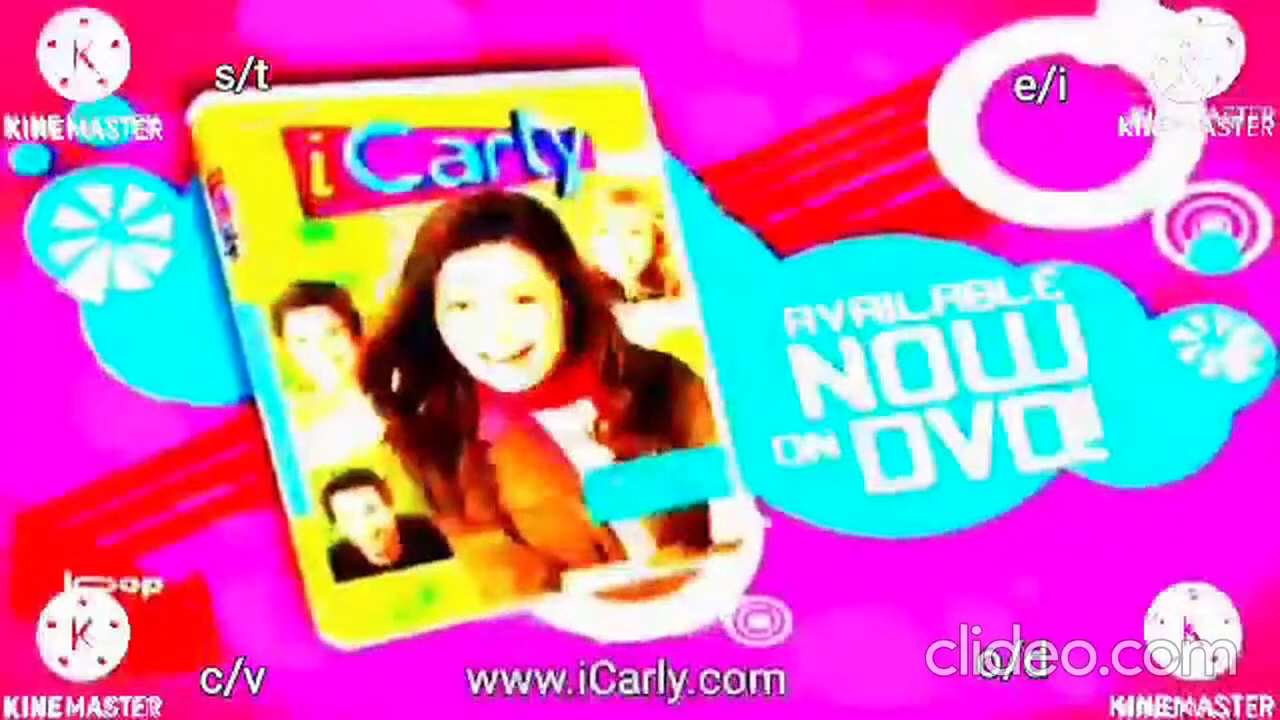 K
KINEMASTER
s/t
e/i
KINEMASTER
iCarly
AVAILABLE
NOW
ON DVD!
K
KINEMASTER
c/v
www.iCarly.com
clideo.com
K
KINEMASTER